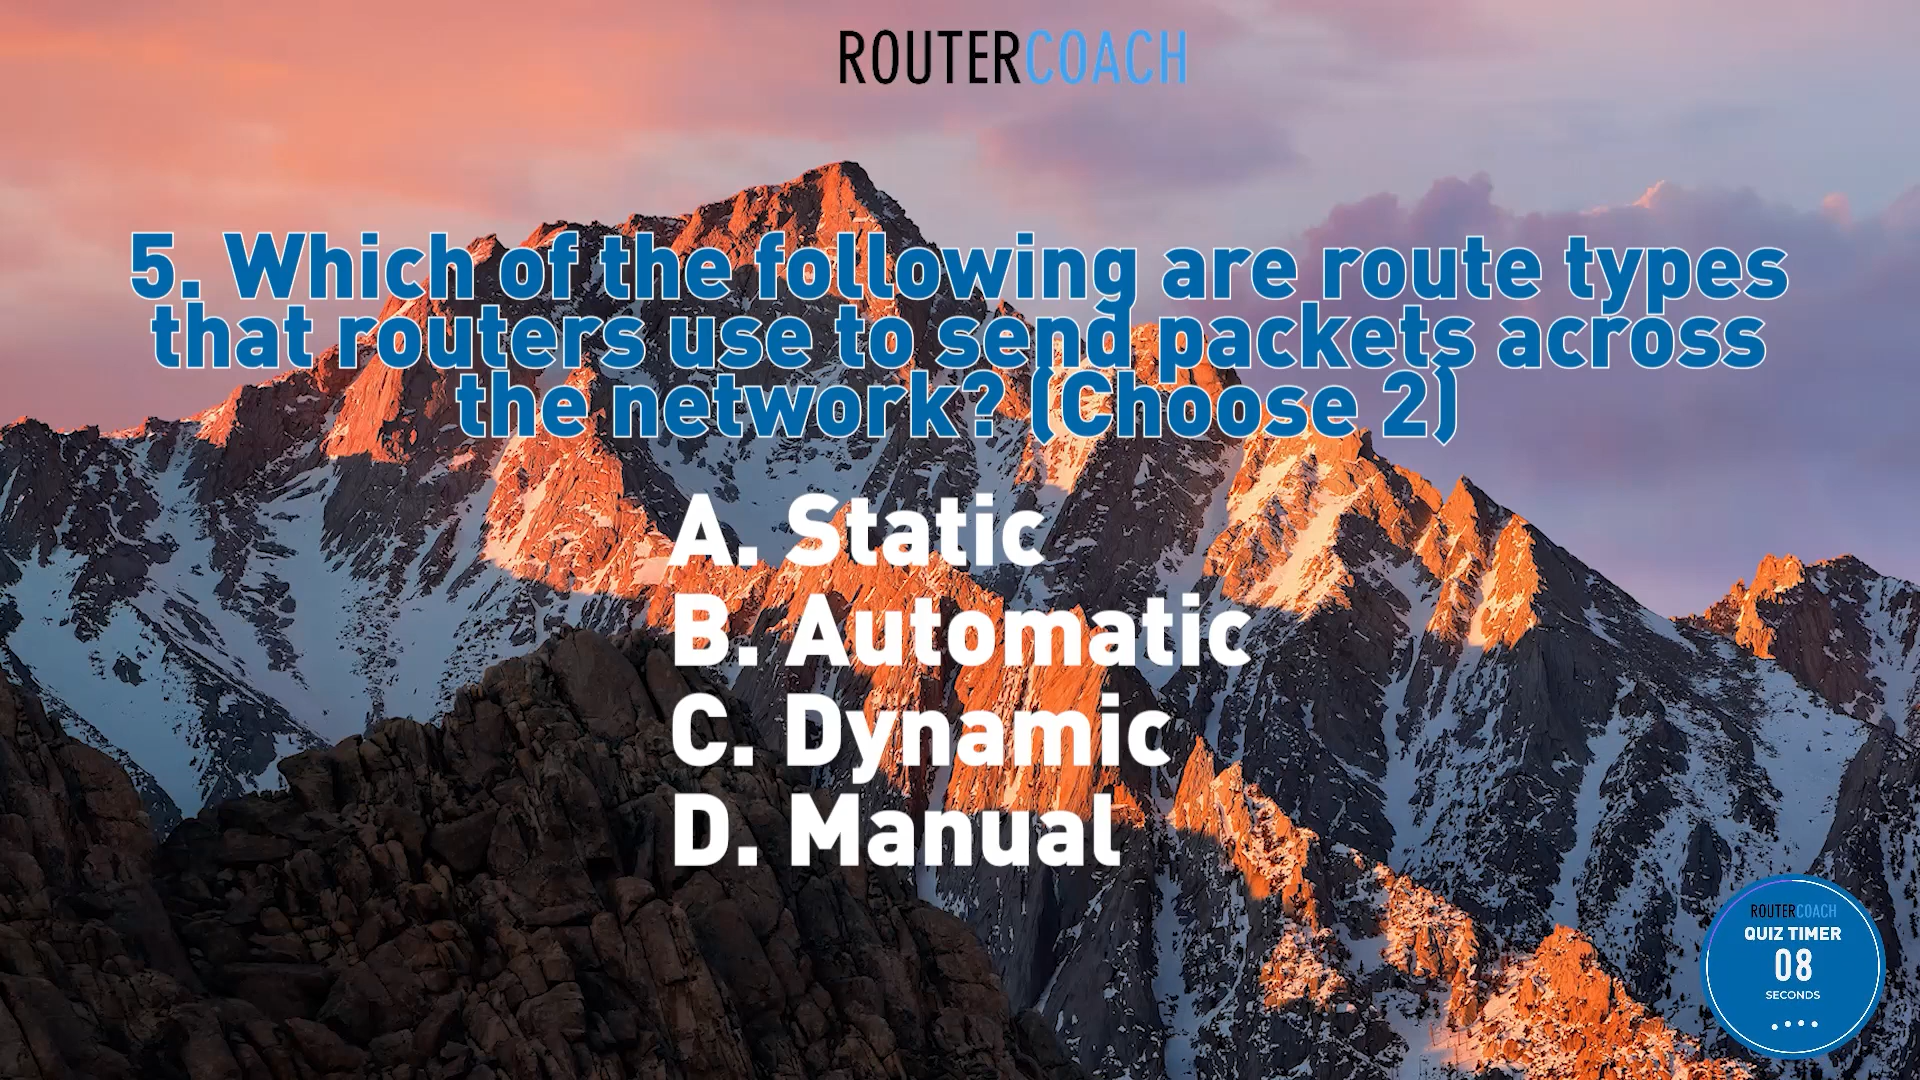 ROUTERCOACH
5. Which of the following are route types
that routers use to send packets across
the network? (Choose 2)
A. Static
B. Automatic
C. Dynamic
D. Manual
ROUTERCOACH
QUIZ TIMER
08
SECONDS